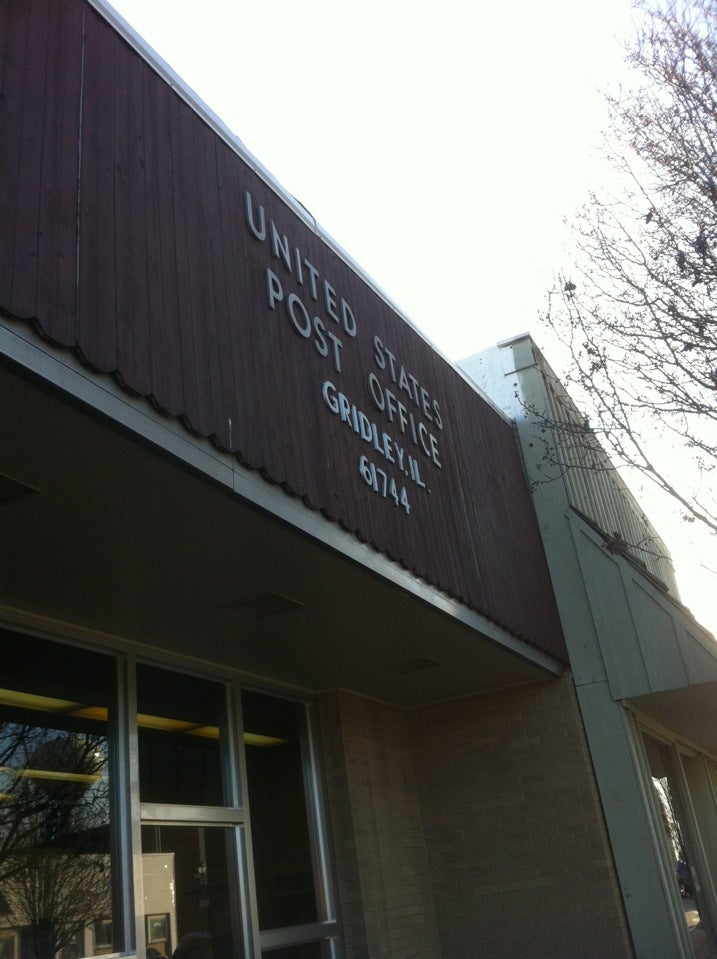 UNITED STATES
POST OFFICE
GRIDLEY, IL.
61744